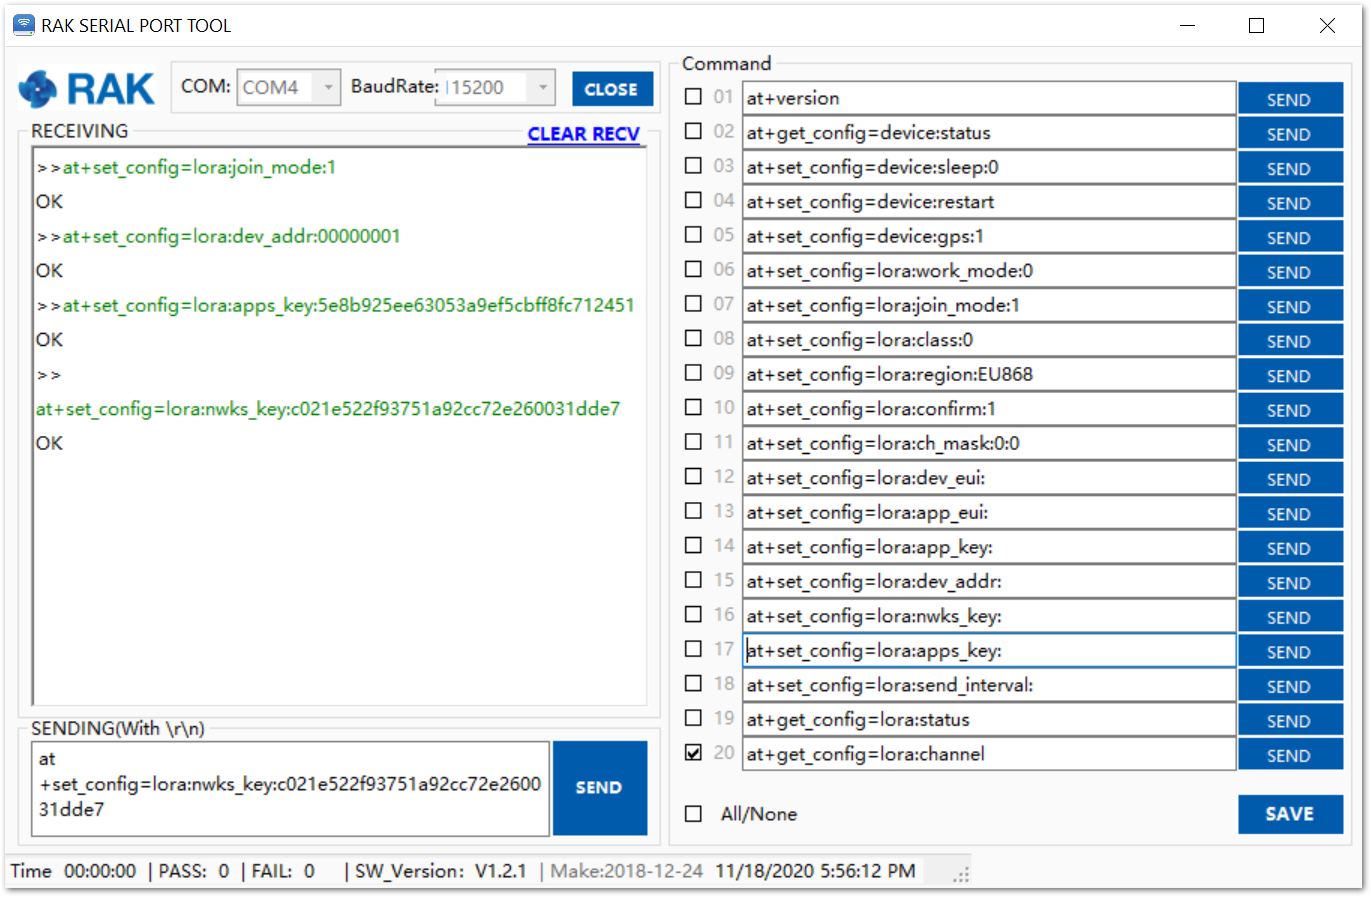 RAK SERIAL PORT TOOL
RAK
COM: COM4 BaudRate: 115200 CLOSE
RECEIVING CLEAR RECV
>>at+set_config=lora:join_mode:1
OK
>>at+set_config=lora:dev_addr:00000001
OK
>>at+set_config=lora:apps_key:5e8b925ee63053a9ef5cbff8fc712451
OK
>>
at+set_config=lora:nwks_key:c021e522f93751a92cc72e260031dde7
OK
SENDING(With \r\n)
at
+set_config=lora:nwks_key:c021e522f93751a92cc72e2600
31dde7
SEND
Command
01 at+version SEND
02 at+get_config=device:status SEND
03 at+set_config=device:sleep:0 SEND
04 at+set_config=device:restart SEND
05 at+set_config=device:gps:1 SEND
06 at+set_config=lora:work_mode:0 SEND
07 at+set_config=lora:join_mode:1 SEND
08 at+set_config=lora:class:0 SEND
09 at+set_config=lora:region:EU868 SEND
10 at+set_config=lora:confirm:1 SEND
11 at+set_config=lora:ch_mask:0:0 SEND
12 at+set_config=lora:dev_eui: SEND
13 at+set_config=lora:app_eui: SEND
14 at+set_config=lora:app_key: SEND
15 at+set_config=lora:dev_addr: SEND
16 at+set_config=lora:nwks_key: SEND
17 at+set_config=lora:apps_key: SEND
18 at+set_config=lora:send_interval: SEND
19 at+get_config=lora:status SEND
20 at+get_config=lora:channel SEND
All/None SAVE
Time 00:00:00 | PASS: 0 | FAIL: 0 | SW_Version: V1.2.1 | Make:2018-12-24 11/18/2020 5:56:12 PM